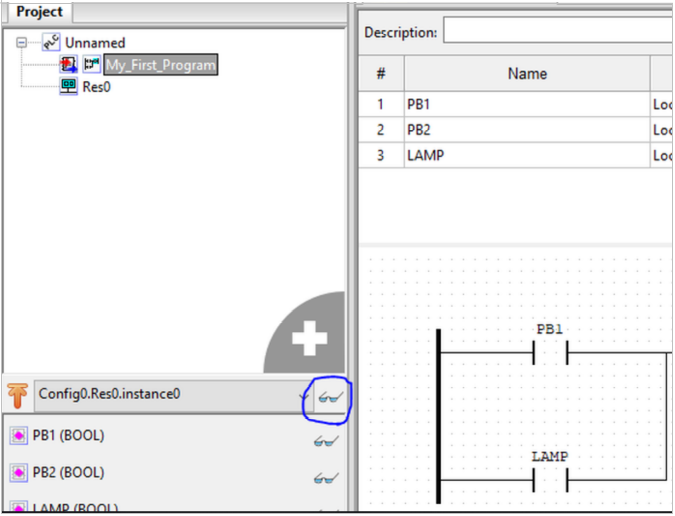 Project
Unnamed
My_First_Program
Res0
Description:
# Name
1 PB1 Loc
2 PB2 Loc
3 LAMP Loc
PB1
LAMP
Config0.Res0.instance0
PB1 (BOOL)
PB2 (BOOL)
LAMP (BOOL)